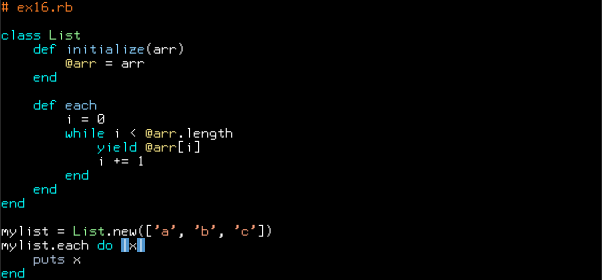 # ex16.rb
class List
    def initialize(arr)
        @arr = arr
    end
    def each
        i = 0
        while i < @arr.length
            yield @arr[i]
            i += 1
        end
    end
end
mylist = List.new(['a', 'b', 'c'])
mylist.each do |x|
    puts x
end